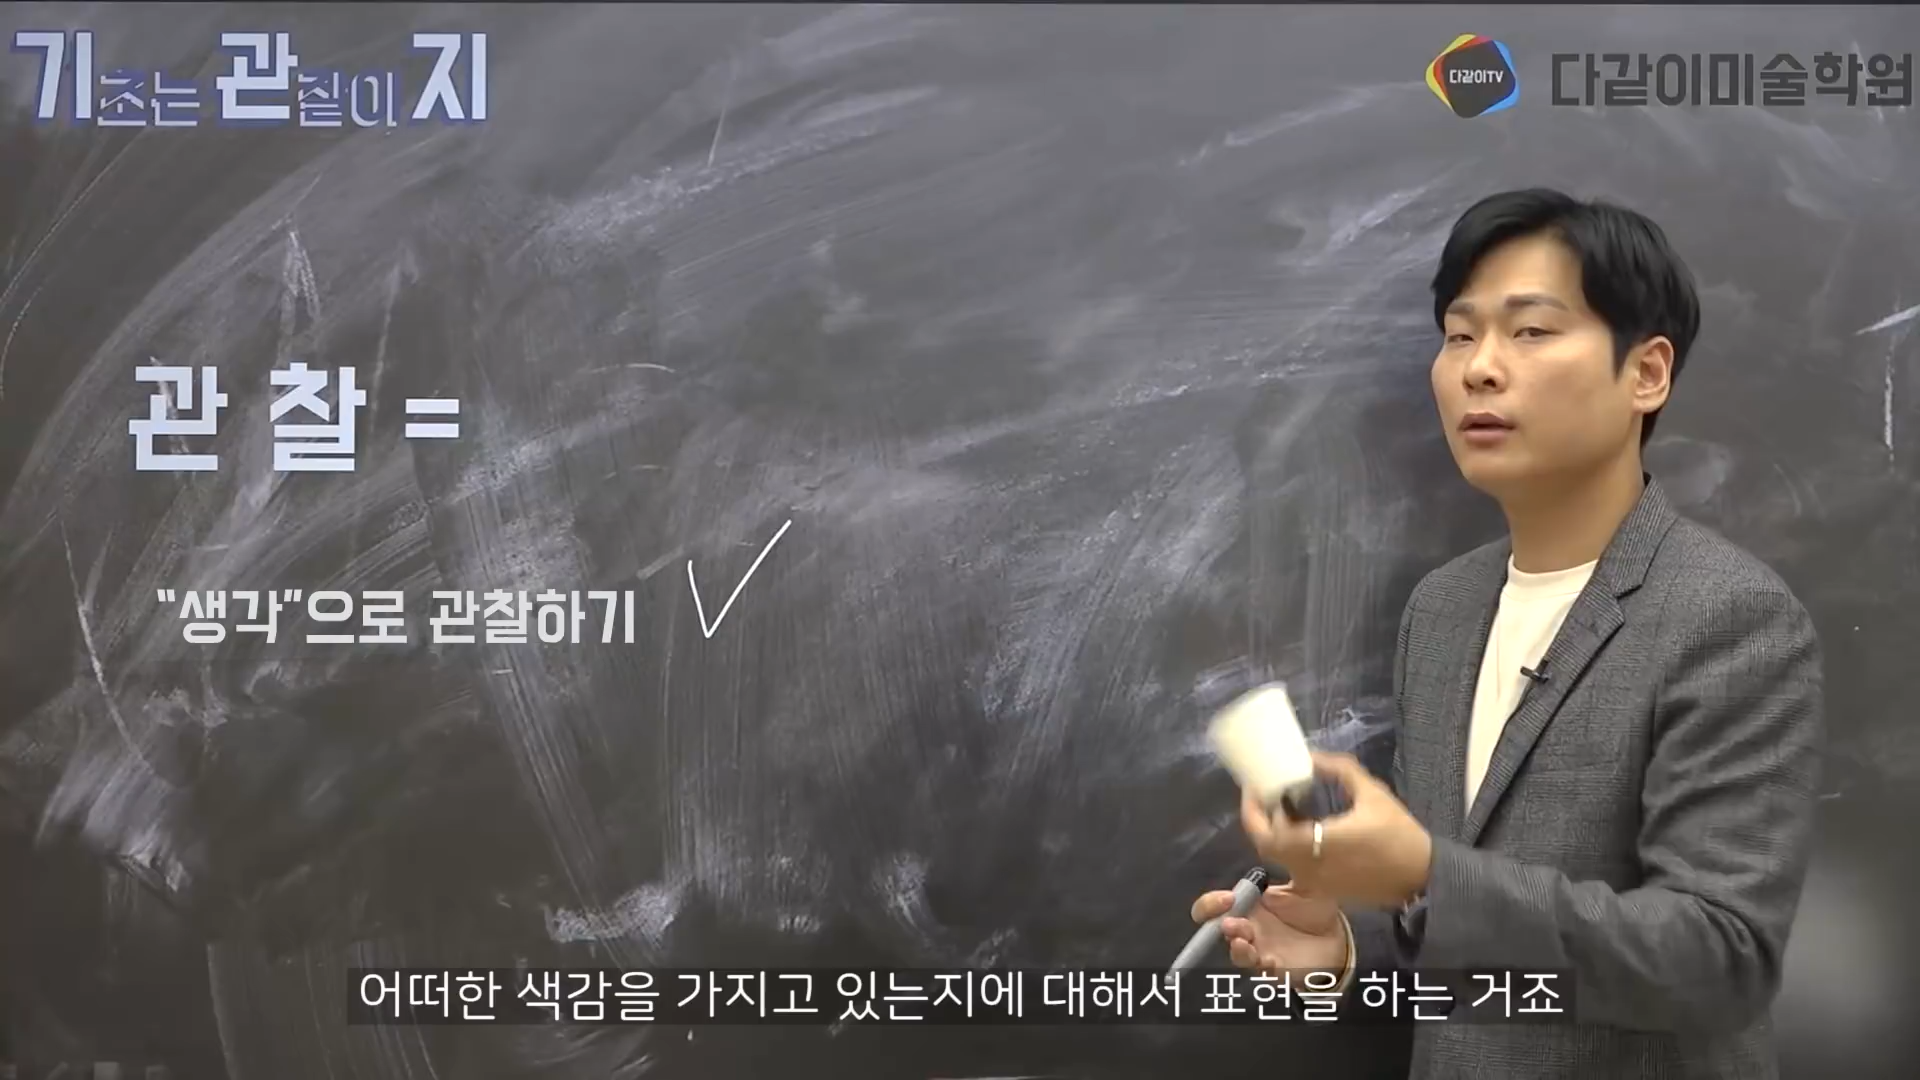 기초는 관찰이 지
다같이TV 다같이미술학원
관 찰 =
“생각”으로 관찰하기
어떠한 색감을 가지고 있는지에 대해서 표현을 하는 거죠